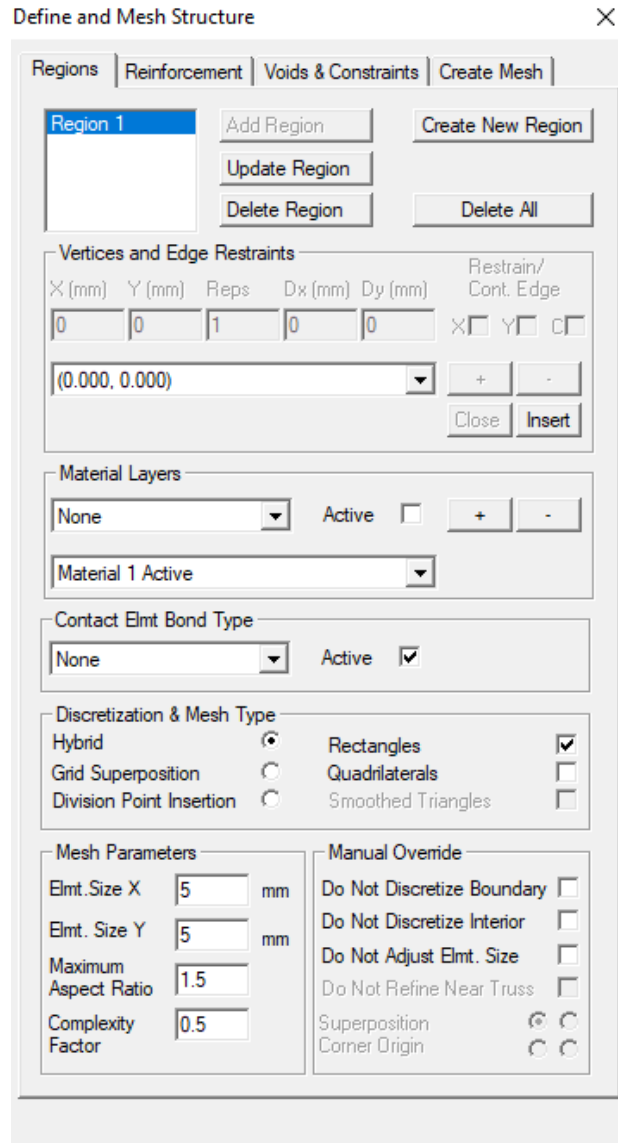 Define and Mesh Structure
Regions Reinforcement Voids & Constraints Create Mesh
Region 1
Add Region
Create New Region
Update Region
Delete Region
Delete All
Vertices and Edge Restraints
Restrain/
X (mm) Y (mm) Reps Dx (mm) Dy (mm) Cont. Edge
0 0 1 0 0 X Y C
(0.000, 0.000) + -
Close Insert
Material Layers
None Active + -
Material 1 Active
Contact Elmt Bond Type
None Active
Discretization & Mesh Type
Hybrid Rectangles
Grid Superposition Quadrilaterals
Division Point Insertion Smoothed Triangles
Mesh Parameters
Elmt.Size X 5 mm
Elmt. Size Y 5 mm
Maximum
Aspect Ratio 1.5
Complexity
Factor 0.5
Manual Override
Do Not Discretize Boundary
Do Not Discretize Interior
Do Not Adjust Elmt. Size
Do Not Refine Near Truss
Superposition
Corner Origin